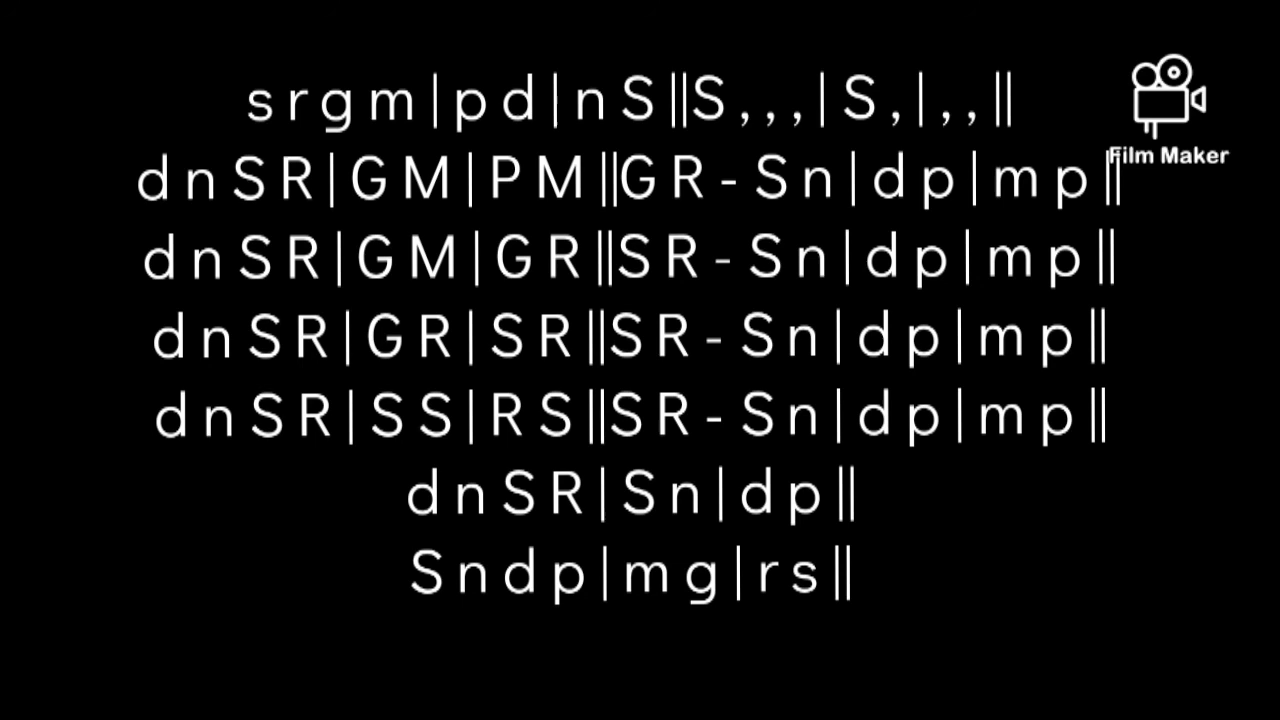 s r g m | p d | n S || S , , , | S , | , , ||
d n S R | G M | P M || G R - S n | d p | m p ||
d n S R | G M | G R || S R - S n | d p | m p ||
d n S R | G R | S R || S R - S n | d p | m p ||
d n S R | S S | R S || S R - S n | d p | m p ||
d n S R | S n | d p ||
S n d p | m g | r s ||
Film Maker